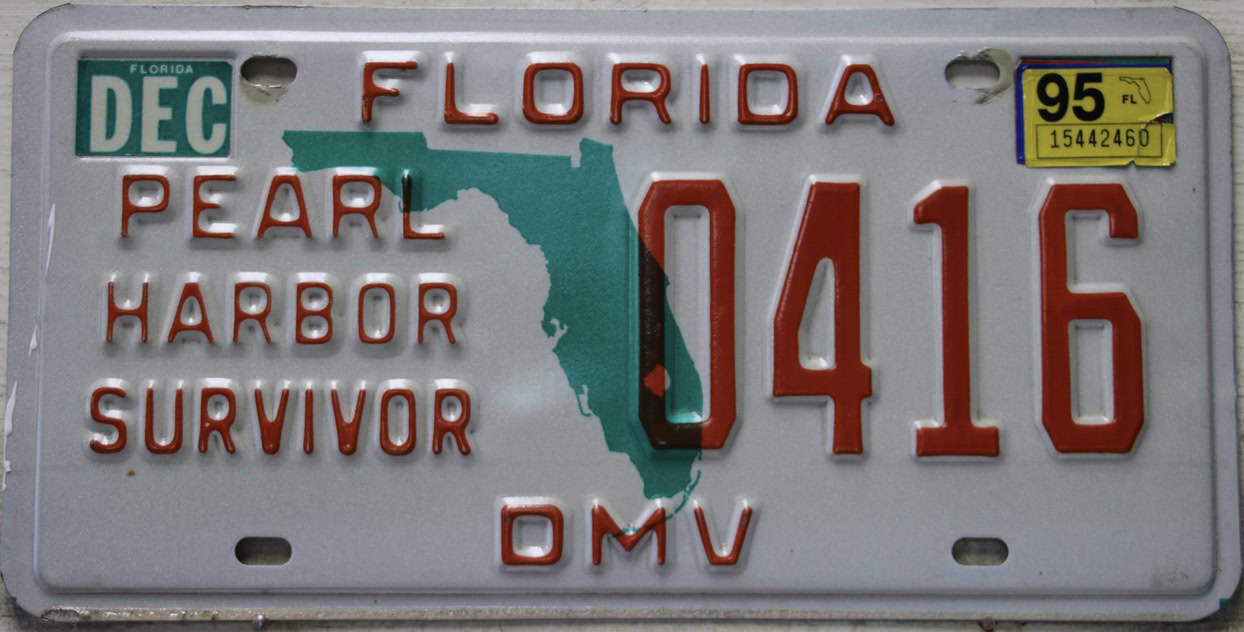 FLORIDA
DEC
FLORIDA
95 FL
15442460
PEARL
HARBOR
SURVIVOR
0416
DMV